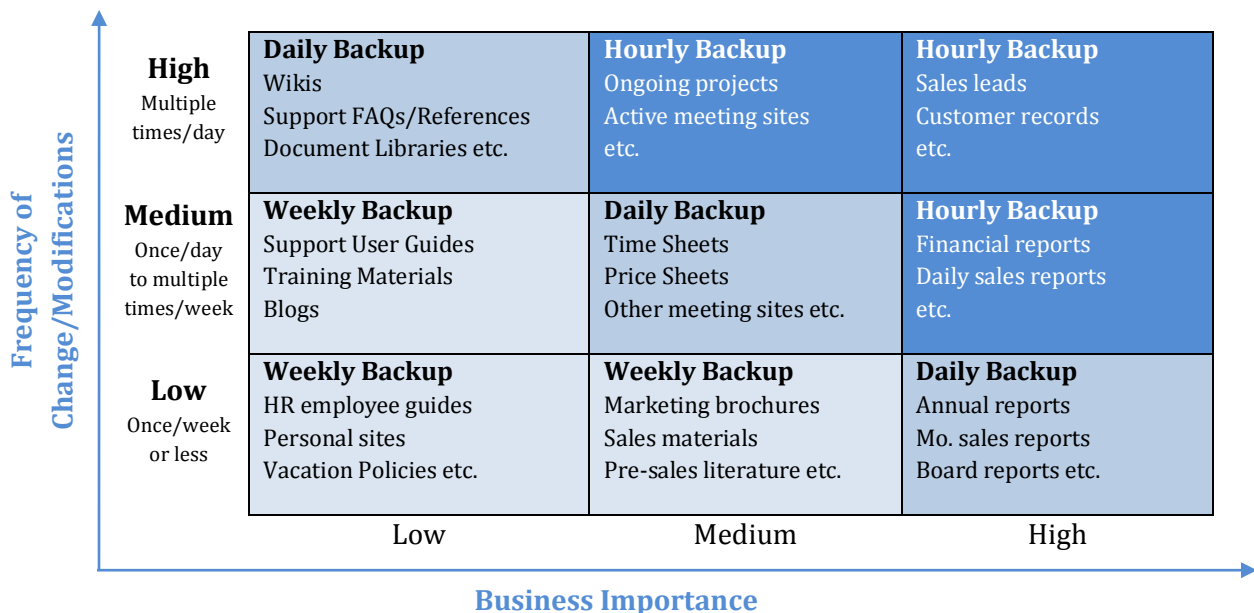 Frequency of
Change/Modifications
High
Multiple
times/day
Daily Backup
Wikis
Support FAQs/References
Document Libraries etc.
Hourly Backup
Ongoing projects
Active meeting sites
etc.
Hourly Backup
Sales leads
Customer records
etc.
Medium
Once/day
to multiple
times/week
Weekly Backup
Support User Guides
Training Materials
Blogs
Daily Backup
Time Sheets
Price Sheets
Other meeting sites etc.
Hourly Backup
Financial reports
Daily sales reports
etc.
Low
Once/week
or less
Weekly Backup
HR employee guides
Personal sites
Vacation Policies etc.
Weekly Backup
Marketing brochures
Sales materials
Pre-sales literature etc.
Daily Backup
Annual reports
Mo. sales reports
Board reports etc.
Low
Medium
High
Business Importance